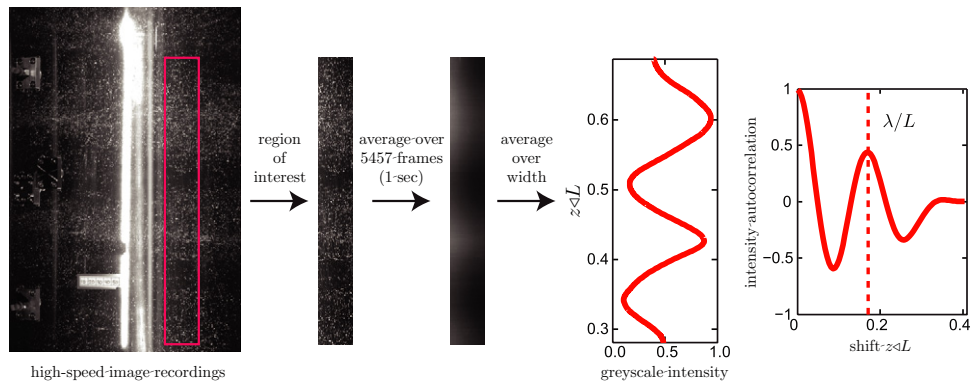 region
of
interest
average-over
5457-frames
(1-sec)
average
over
width
high-speed-image-recordings
z◃L
0.6
0.5
0.4
0.3
0.0
0.5
1.0
greyscale-intensity
intensity-autocorrelation
1
0.5
0
−0.5
−1
λ/L
0
0.2
0.4
shift-z◃L